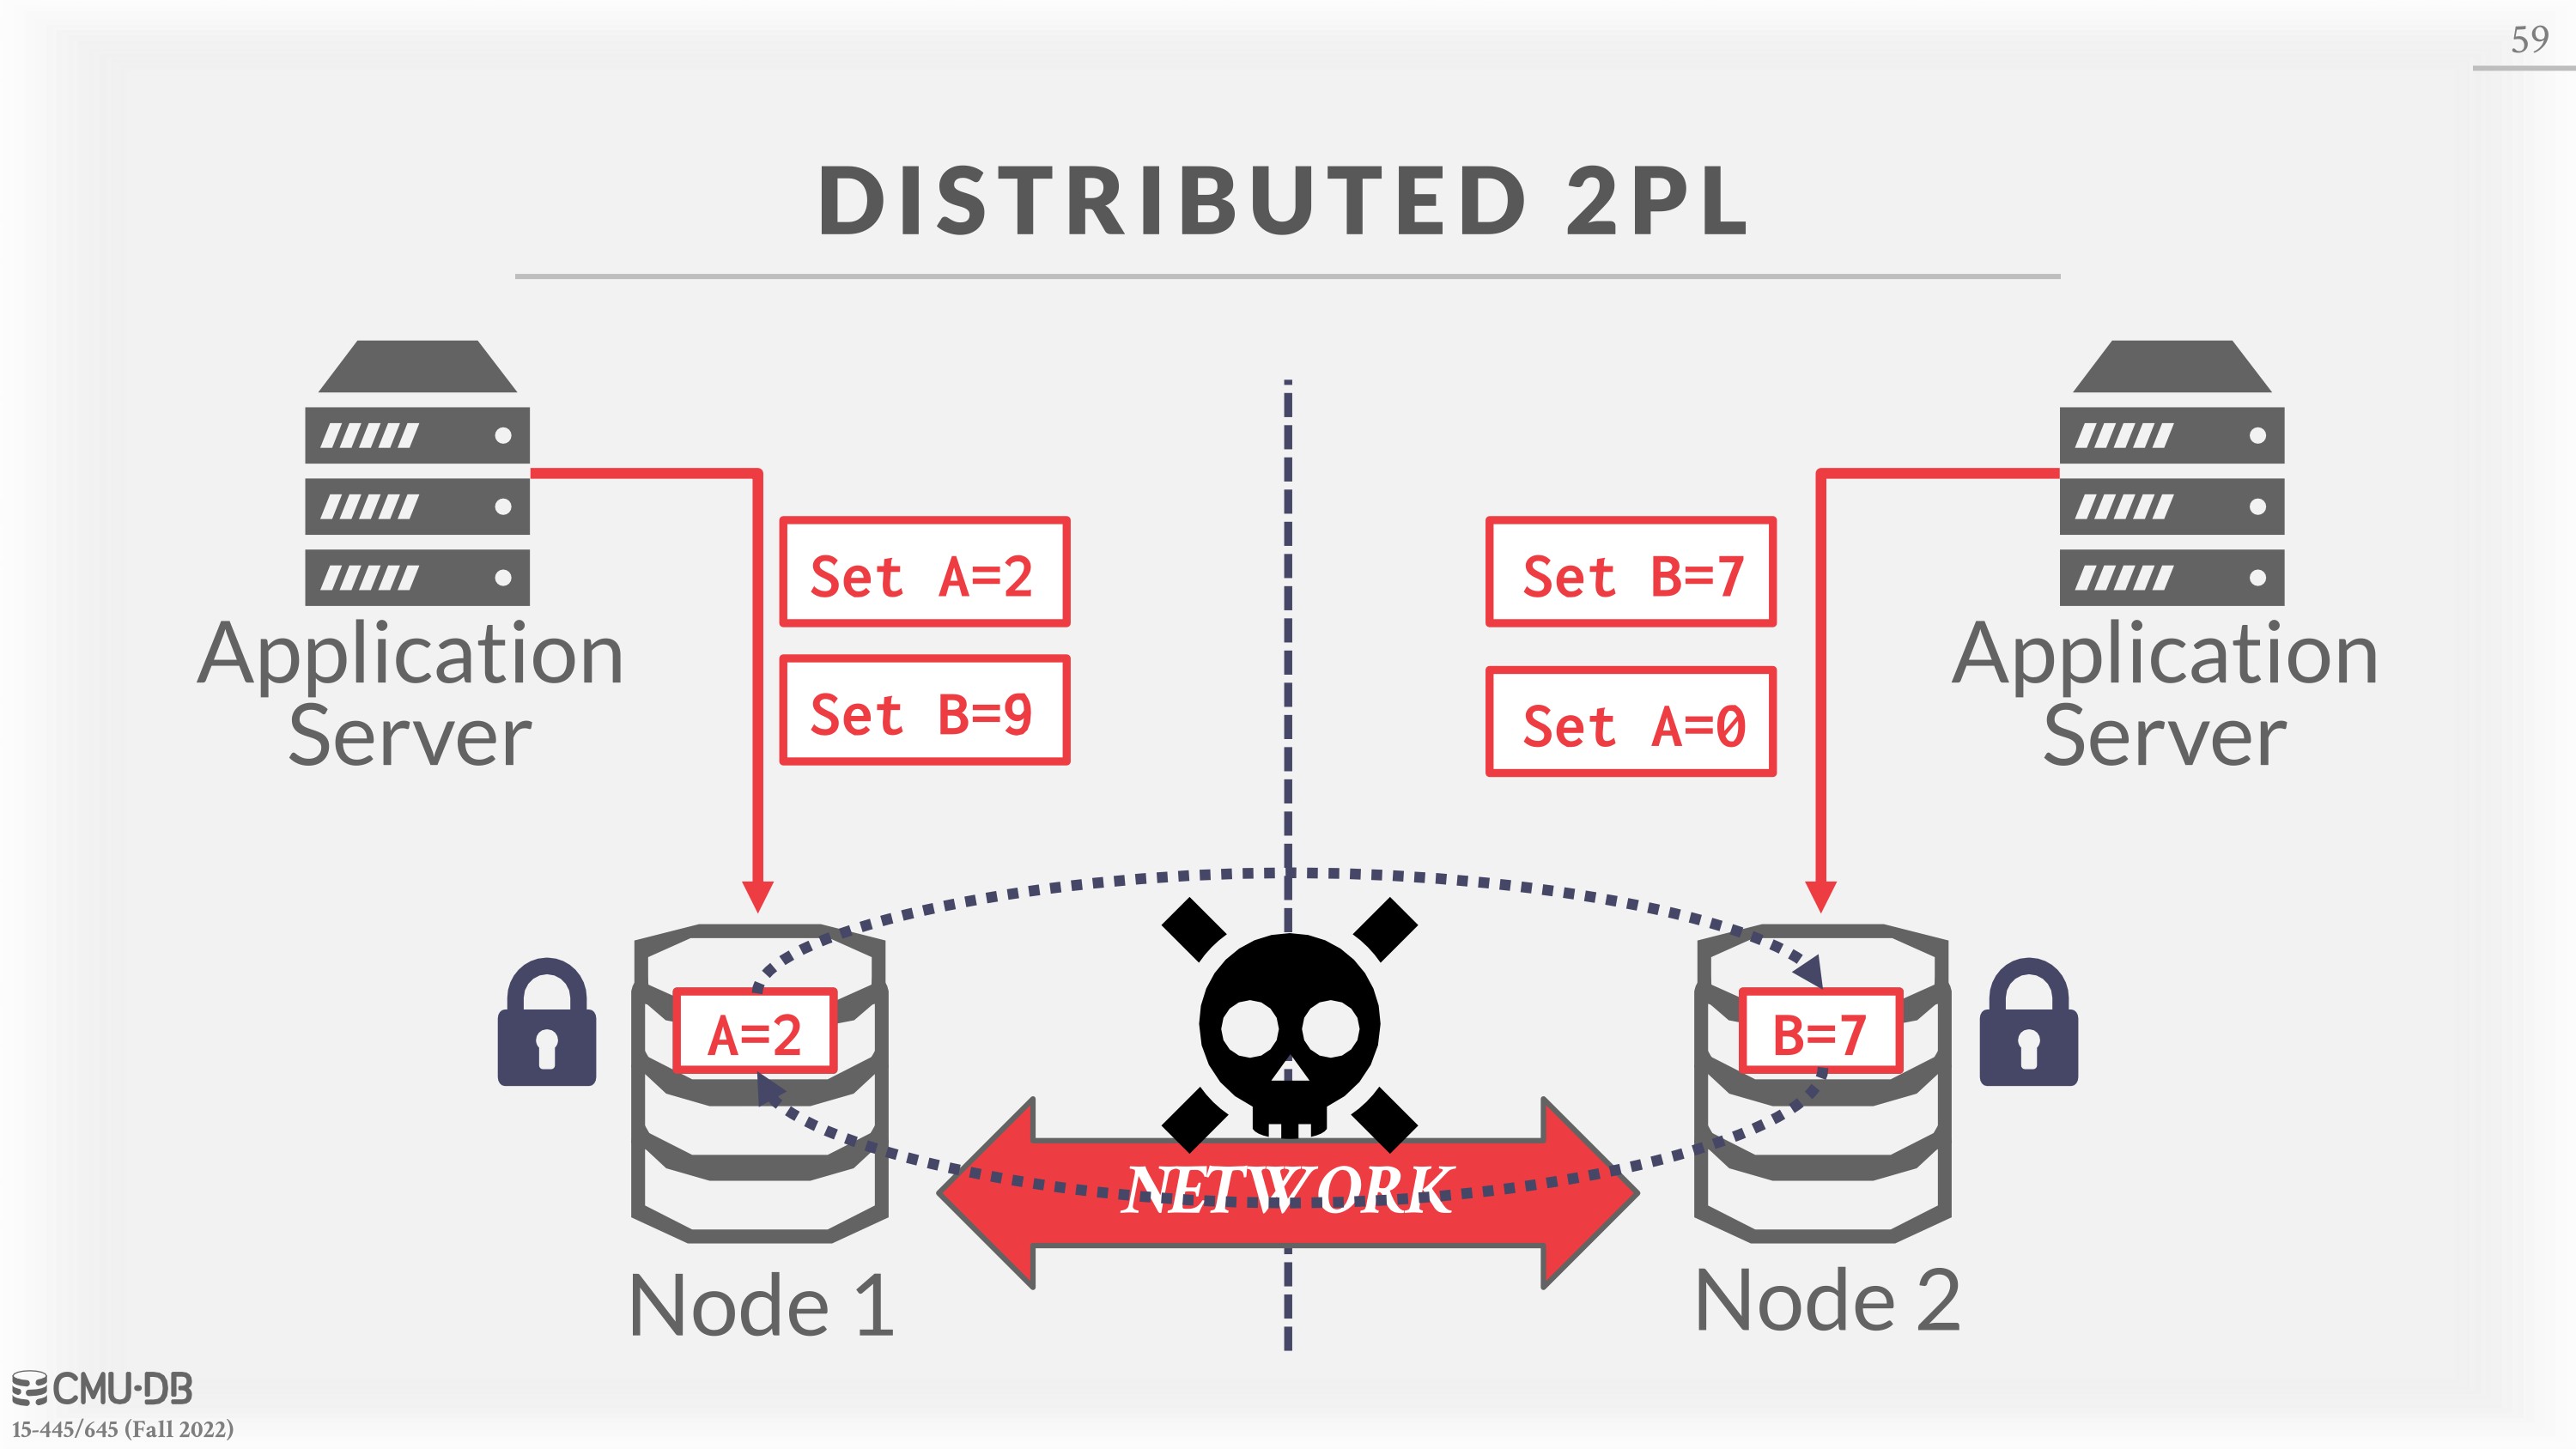 59
DISTRIBUTED 2PL
Application
Server
Set A=2
Set B=9
Set B=7
Set A=0
Application
Server
A=2
B=7
NETWORK
Node 1
Node 2
CMU·DB
15-445/645 (Fall 2022)